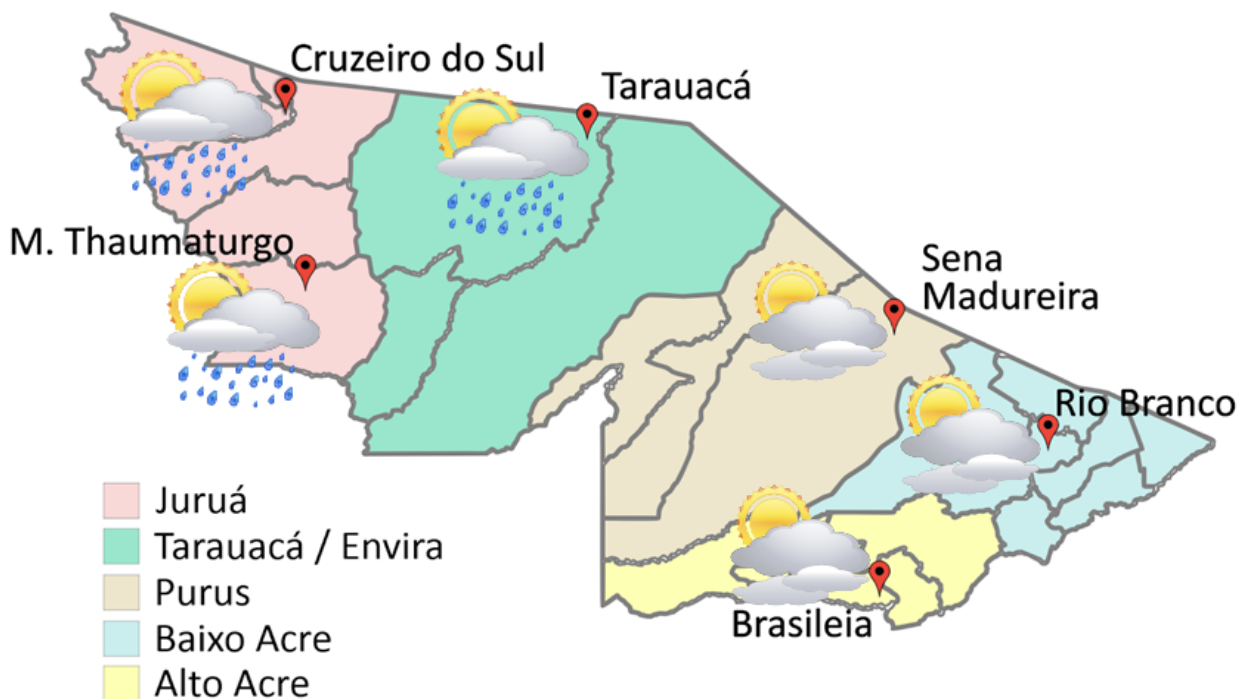 Cruzeiro do Sul
Tarauacá
M. Thaumaturgo
Sena
Madureira
Rio Branco
Brasileia
Juruá
Tarauacá / Envira
Purus
Baixo Acre
Alto Acre